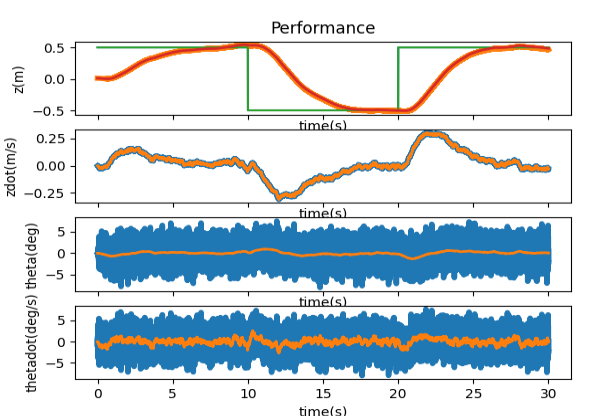 Performance
0.5
0.0
−0.5
z(m)
time(s)
0.25
0.00
−0.25
zdot(m/s)
time(s)
5
0
−5
theta(deg)
time(s)
5
0
−5
thetadot(deg/s)
0 5 10 15 20 25 30
time(s)